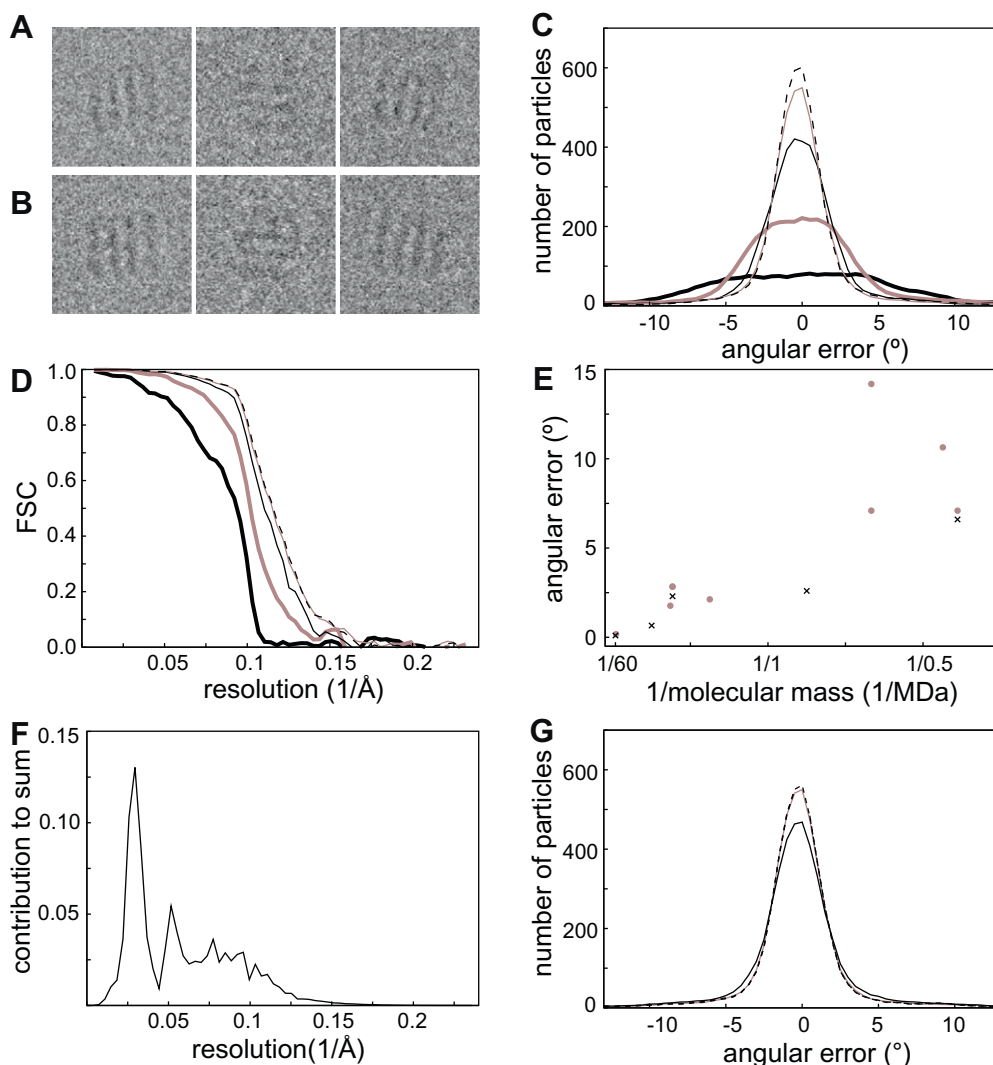 A
B
C
number of particles
600
400
200
0
-10
-5
0
5
10
angular error (º)
D
FSC
1.0
0.8
0.6
0.4
0.2
0.0
0.05
0.1
0.15
0.2
resolution (1/Å)
E
angular error (º)
15
10
5
0
1/60
1/1
1/0.5
1/molecular mass (1/MDa)
F
contribution to sum
0.15
0.10
0.05
0.05
0.1
0.15
0.2
resolution(1/Å)
G
number of particles
600
400
200
0
-10
-5
0
5
10
angular error (°)